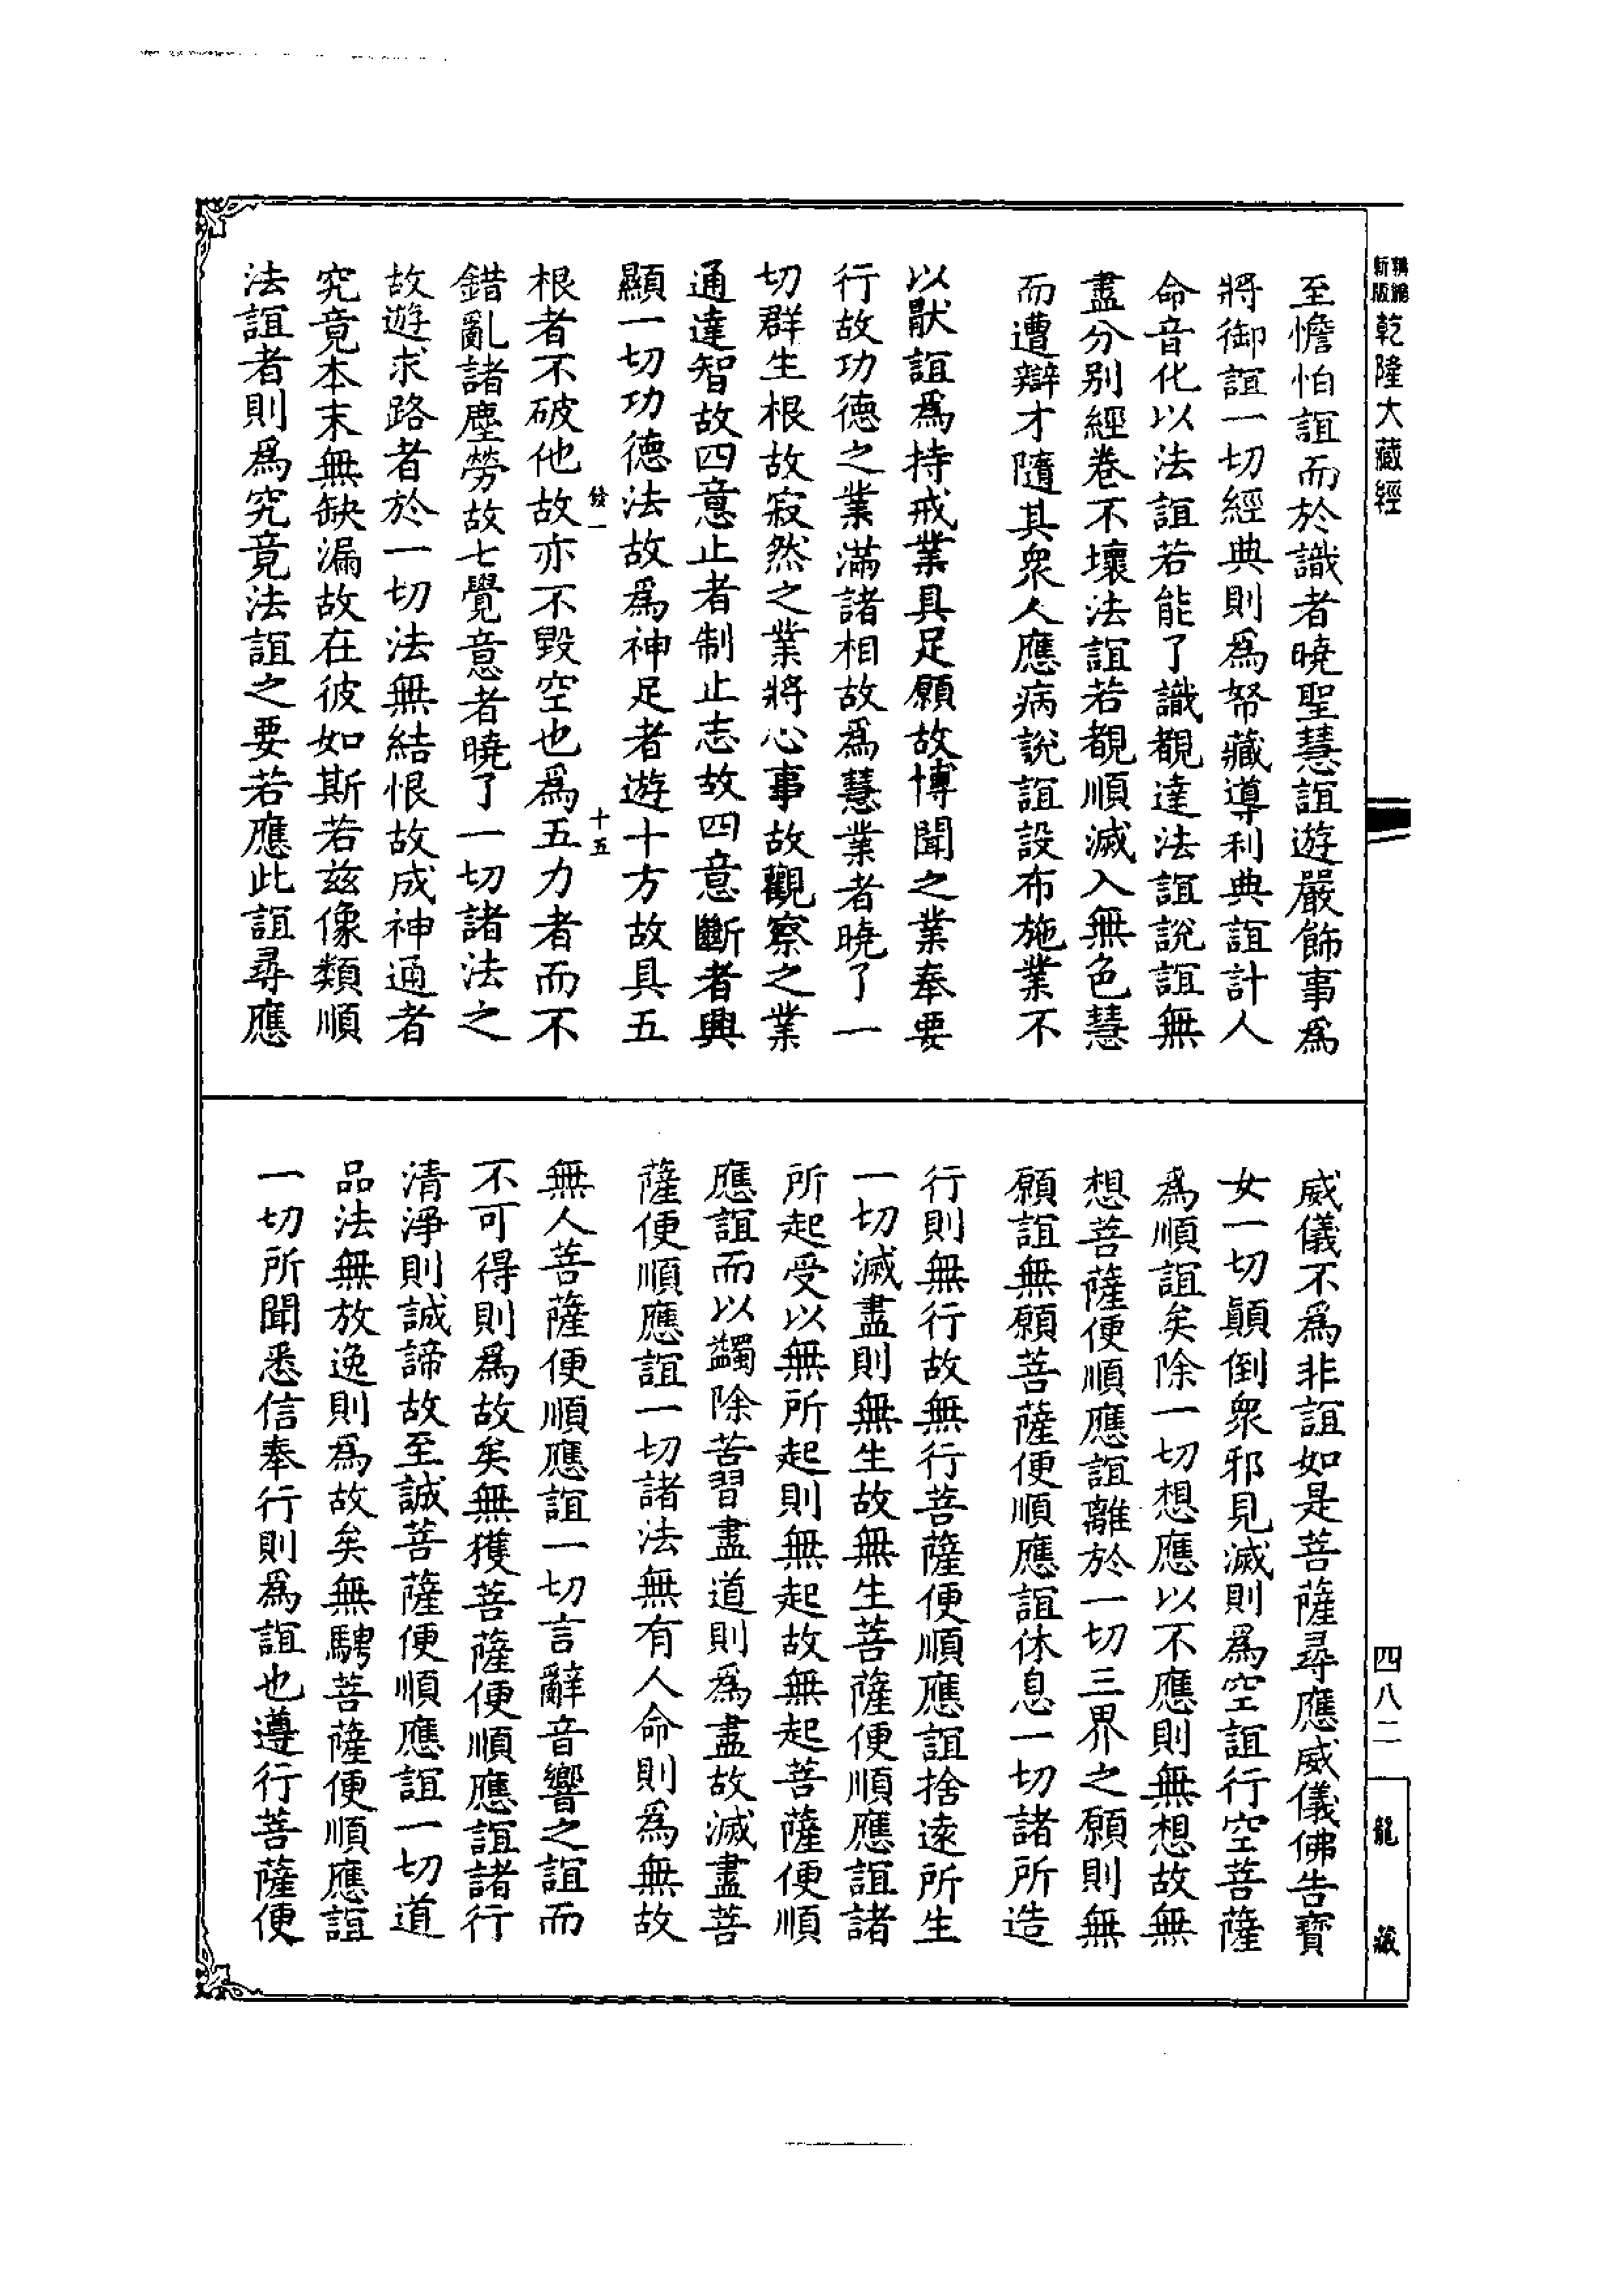 乾隆大藏經
至憺怕誼而於識者曉聖慧誼遊嚴飾事爲
將御誼一切經典則爲帑藏導利典誼計人
命音化以法誼若能了識覩達法誼說誼無
盡分别經卷不壞法誼若覩順滅入無色慧
而遭辯才隨其衆人應病說誼設布施業不
以猒誼爲持戒業具足願故博聞之業奉要
行故功德之業滿諸相故爲慧業者曉了一
切群生根故寂然之業將心事故觀察之業
通達智故四意止者制止志故四意斷者興
顯一切功德法故爲神足者遊十方故具五
十五
根者不破他故亦不毀空也爲五力者而不
錯亂諸塵勞故七覺意者曉了一切諸法之
故遊求路者於一切法無結恨故成神通者
究竟本末無缺漏故在彼如斯若茲像類順
法誼者則爲究竟法誼之要若應此誼尋應
威儀不爲非誼如是菩薩尋應威儀佛告寶
女一切顛倒衆邪見滅則爲空誼行空菩薩
爲順誼矣除一切想應以不應則無想故無
想菩薩便順應誼離於一切三界之願則無
願誼無願菩薩便順應誼休息一切諸所造
行則無行故無行菩薩便順應誼捨遠所生
一切滅盡則無生故無生菩薩便順應誼諸
所起受以無所起則無起故無起菩薩便順
應誼而以蠲除苦習盡道則爲盡故滅盡菩
薩便順應誼一切諸法無有人命則爲無故
無人菩薩便順應誼一切言辭音響之誼而
不可得則爲故矣無獲菩薩便順應誼諸行
清淨則誠諦故至誠菩薩便順應誼一切道
品法無放逸則爲故矣無騁菩薩便順應誼
一切所聞悉信奉行則爲誼也遵行菩薩便
四八二
龍藏